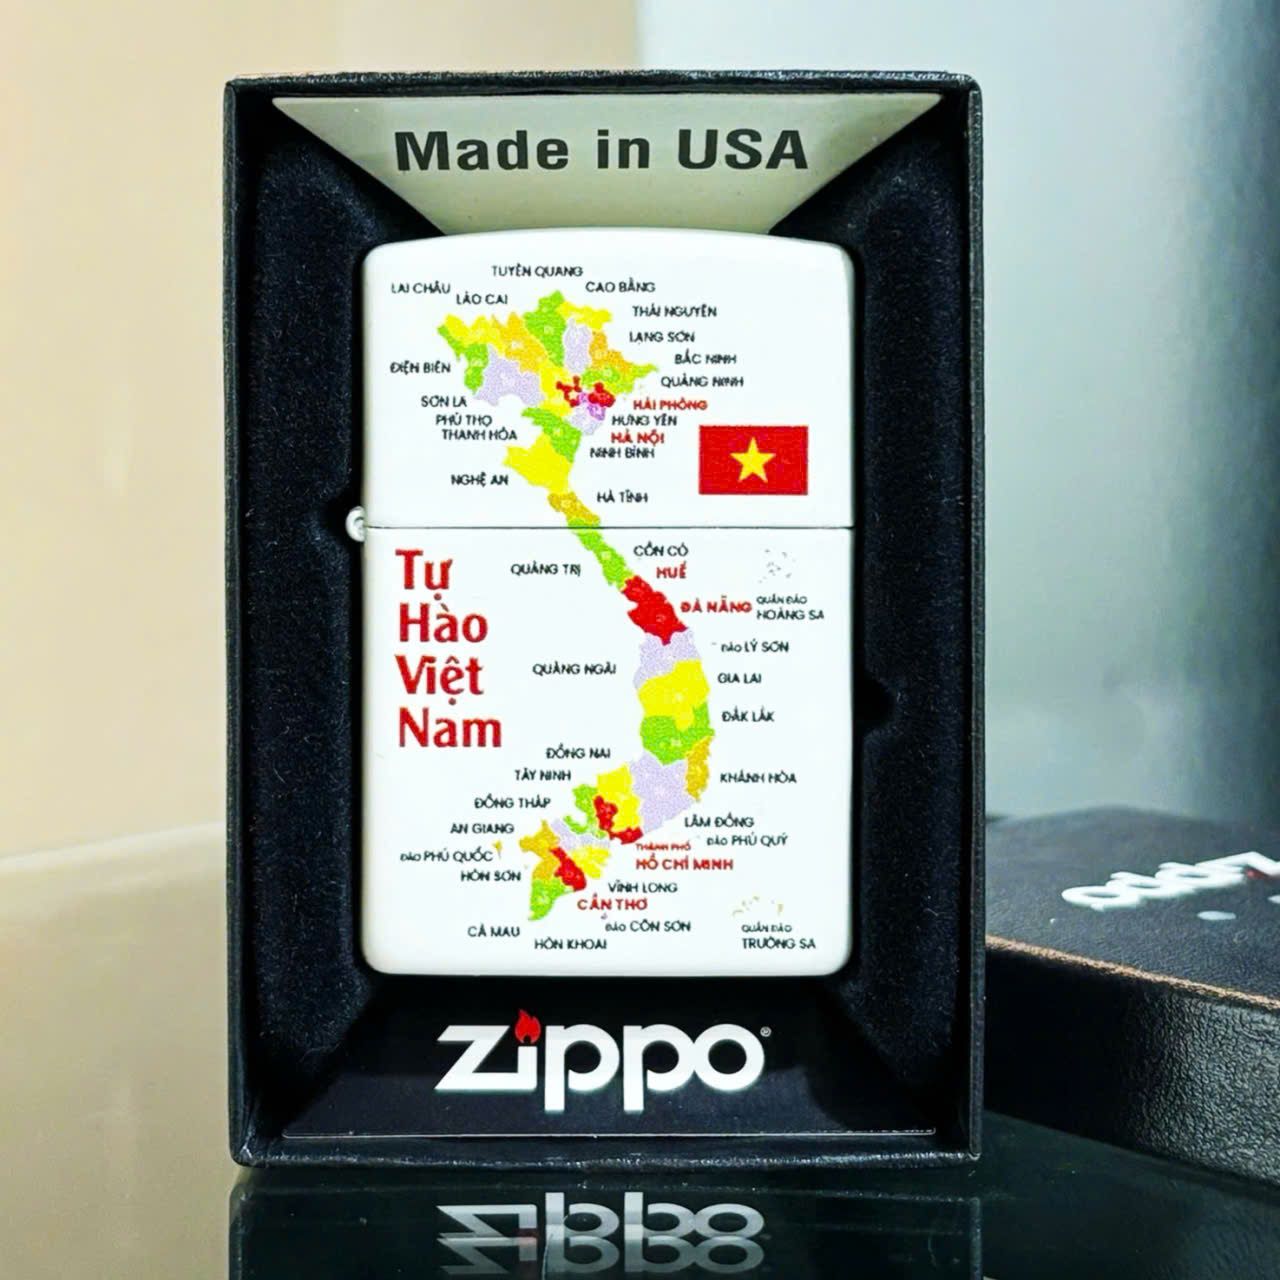 Made in USA
TUYÊN QUANG
LAI CHÂU
CAO BẰNG
LÀO CAI
THÁI NGUYÊN
LẠNG SƠN
BẮC NINH
ĐIỆN BIÊN
QUẢNG NINH
SƠN LA
HẢI PHÒNG
PHÚ THỌ
HƯNG YÊN
THANH HÓA
HÀ NỘI
NINH BÌNH
NGHỆ AN
HÀ TĨNH
CỒN CỎ
QUẢNG TRỊ
HUẾ
Tự
Hào
Việt
Nam
ĐÀ NẴNG
QUẦN ĐẢO
HOÀNG SA
ĐẢO LÝ SƠN
QUẢNG NGÃI
GIA LAI
ĐẮK LẮK
ĐỒNG NAI
TÂY NINH
KHÁNH HÒA
ĐỒNG THÁP
LÂM ĐỒNG
AN GIANG
ĐẢO PHÚ QUÝ
THÀNH PHỐ
HỒ CHÍ MINH
ĐẢO PHÚ QUỐC
HÒN SƠN
VĨNH LONG
CẦN THƠ
ĐẢO CÔN SƠN
CÀ MAU
HÒN KHOAI
QUẦN ĐẢO
TRƯỜNG SA
zippo®
zippo